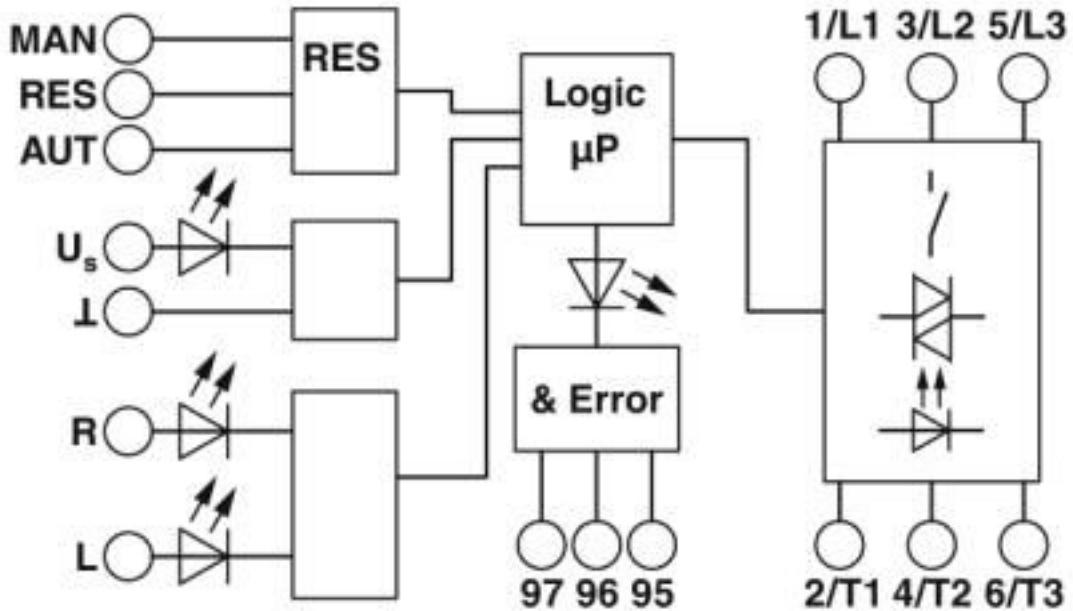 MAN
RES
AUT
RES
Us
⊥
R
L
Logic
µP
& Error
97 96 95
1/L1 3/L2 5/L3
2/T1 4/T2 6/T3